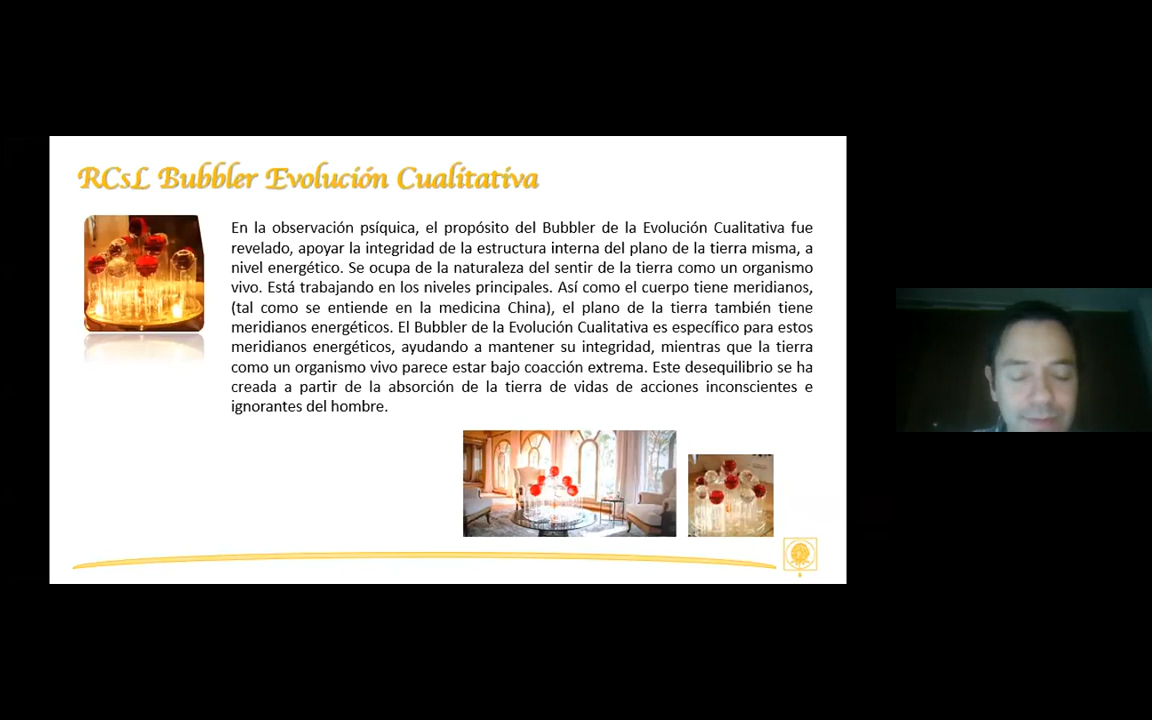 RCsL Bubbler Evolución Cualitativa
En la observación psíquica, el propósito del Bubbler de la Evolución Cualitativa fue
revelado, apoyar la integridad de la estructura interna del plano de la tierra misma, a
nivel energético. Se ocupa de la naturaleza del sentir de la tierra como un organismo
vivo. Está trabajando en los niveles principales. Así como el cuerpo tiene meridianos,
(tal como se entiende en la medicina China), el plano de la tierra también tiene
meridianos energéticos. El Bubbler de la Evolución Cualitativa es específico para estos
meridianos energéticos, ayudando a mantener su integridad, mientras que la tierra
como un organismo vivo parece estar bajo coacción extrema. Este desequilibrio se ha
creada a partir de la absorción de la tierra de vidas de acciones inconscientes e
ignorantes del hombre.